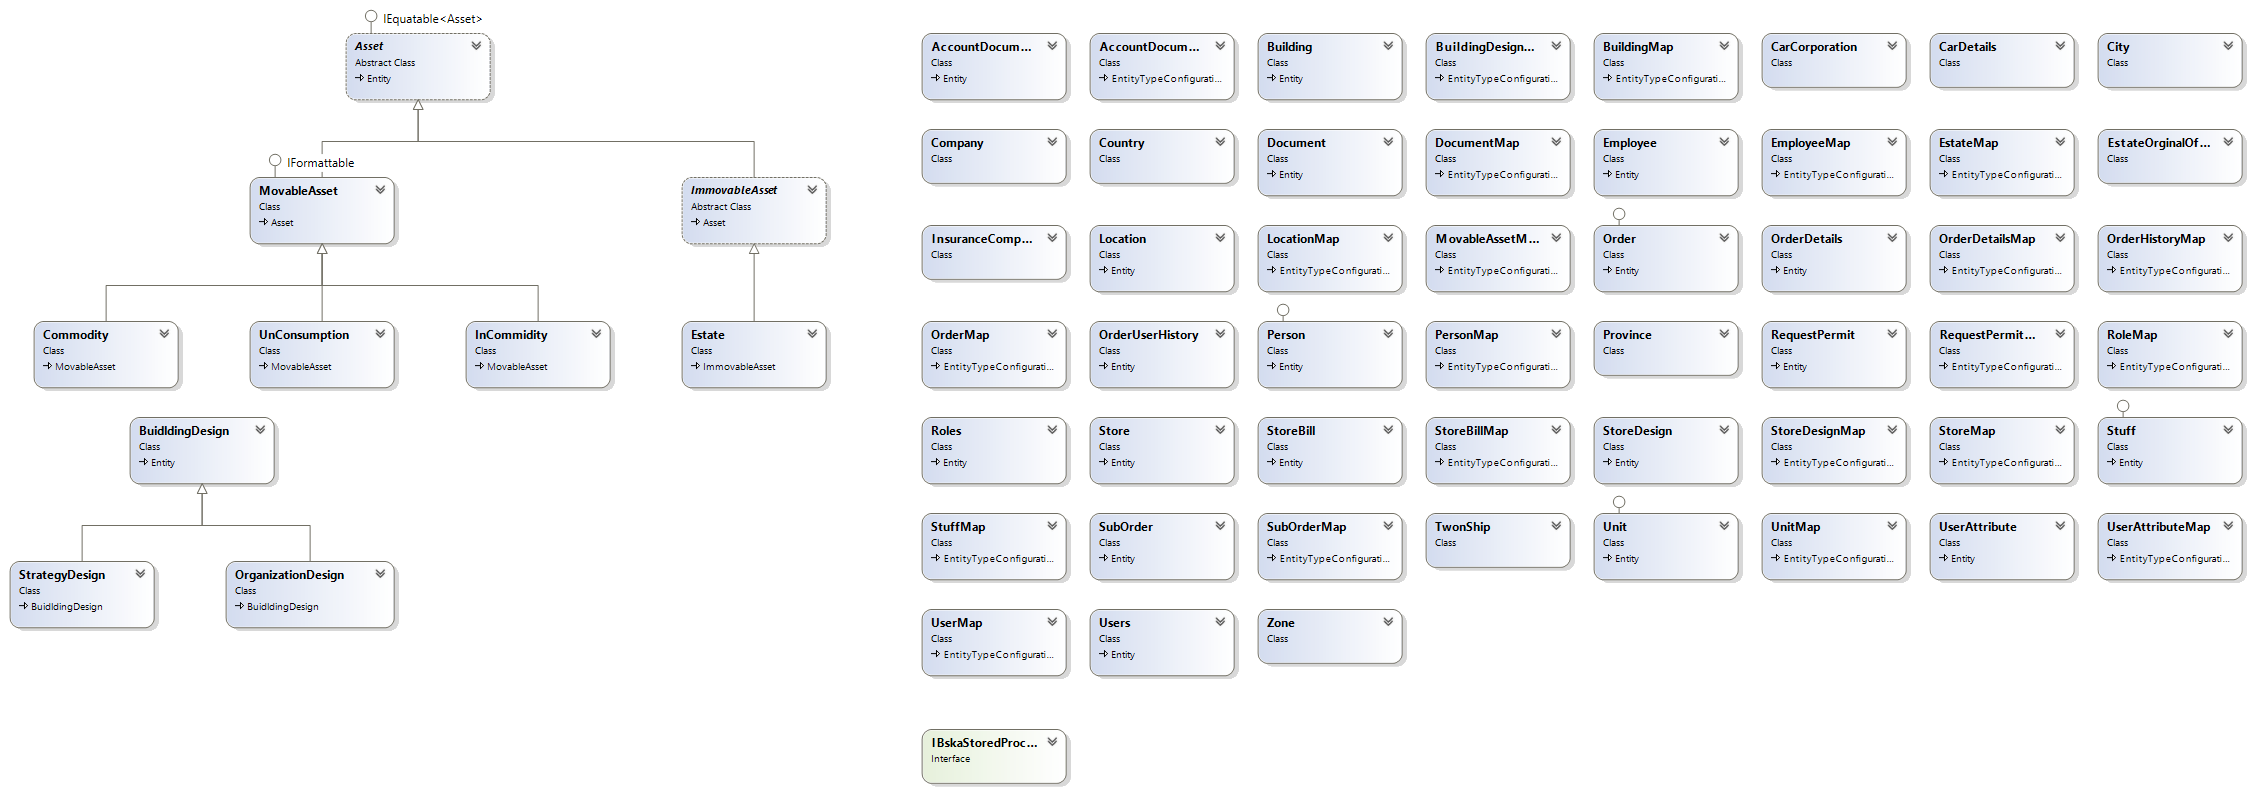 IEquatable<Asset>
Asset
Abstract Class
Entity
IFormattable
MovableAsset
Class
Asset
ImmovableAsset
Abstract Class
Asset
Commodity
Class
MovableAsset
UnConsumption
Class
MovableAsset
InCommidity
Class
MovableAsset
Estate
Class
ImmovableAsset
BuidldingDesign
Class
Entity
StrategyDesign
Class
BuidldingDesign
OrganizationDesign
Class
BuidldingDesign
AccountDocum...
Class
Entity
AccountDocum...
Class
EntityTypeConfigurati...
Building
Class
Entity
BuildingDesign...
Class
EntityTypeConfigurati...
BuildingMap
Class
EntityTypeConfigurati...
CarCorporation
Class
CarDetails
Class
City
Class
Company
Class
Country
Class
Document
Class
Entity
DocumentMap
Class
EntityTypeConfigurati...
Employee
Class
Entity
EmployeeMap
Class
EntityTypeConfigurati...
EstateMap
Class
EntityTypeConfigurati...
EstateOrginalOf...
Class
InsuranceComp...
Class
Location
Class
Entity
LocationMap
Class
EntityTypeConfigurati...
MovableAssetM...
Class
EntityTypeConfigurati...
Order
Class
Entity
OrderDetails
Class
Entity
OrderDetailsMap
Class
EntityTypeConfigurati...
OrderHistoryMap
Class
EntityTypeConfigurati...
OrderMap
Class
EntityTypeConfigurati...
OrderUserHistory
Class
Entity
Person
Class
Entity
PersonMap
Class
EntityTypeConfigurati...
Province
Class
RequestPermit
Class
Entity
RequestPermit...
Class
EntityTypeConfigurati...
RoleMap
Class
EntityTypeConfigurati...
Roles
Class
Entity
Store
Class
Entity
StoreBill
Class
Entity
StoreBillMap
Class
EntityTypeConfigurati...
StoreDesign
Class
Entity
StoreDesignMap
Class
EntityTypeConfigurati...
StoreMap
Class
EntityTypeConfigurati...
Stuff
Class
Entity
StuffMap
Class
EntityTypeConfigurati...
SubOrder
Class
Entity
SubOrderMap
Class
EntityTypeConfigurati...
TwonShip
Class
Unit
Class
Entity
UnitMap
Class
EntityTypeConfigurati...
UserAttribute
Class
Entity
UserAttributeMap
Class
EntityTypeConfigurati...
UserMap
Class
EntityTypeConfigurati...
Users
Class
Entity
Zone
Class
IBskaStoredProc...
Interface